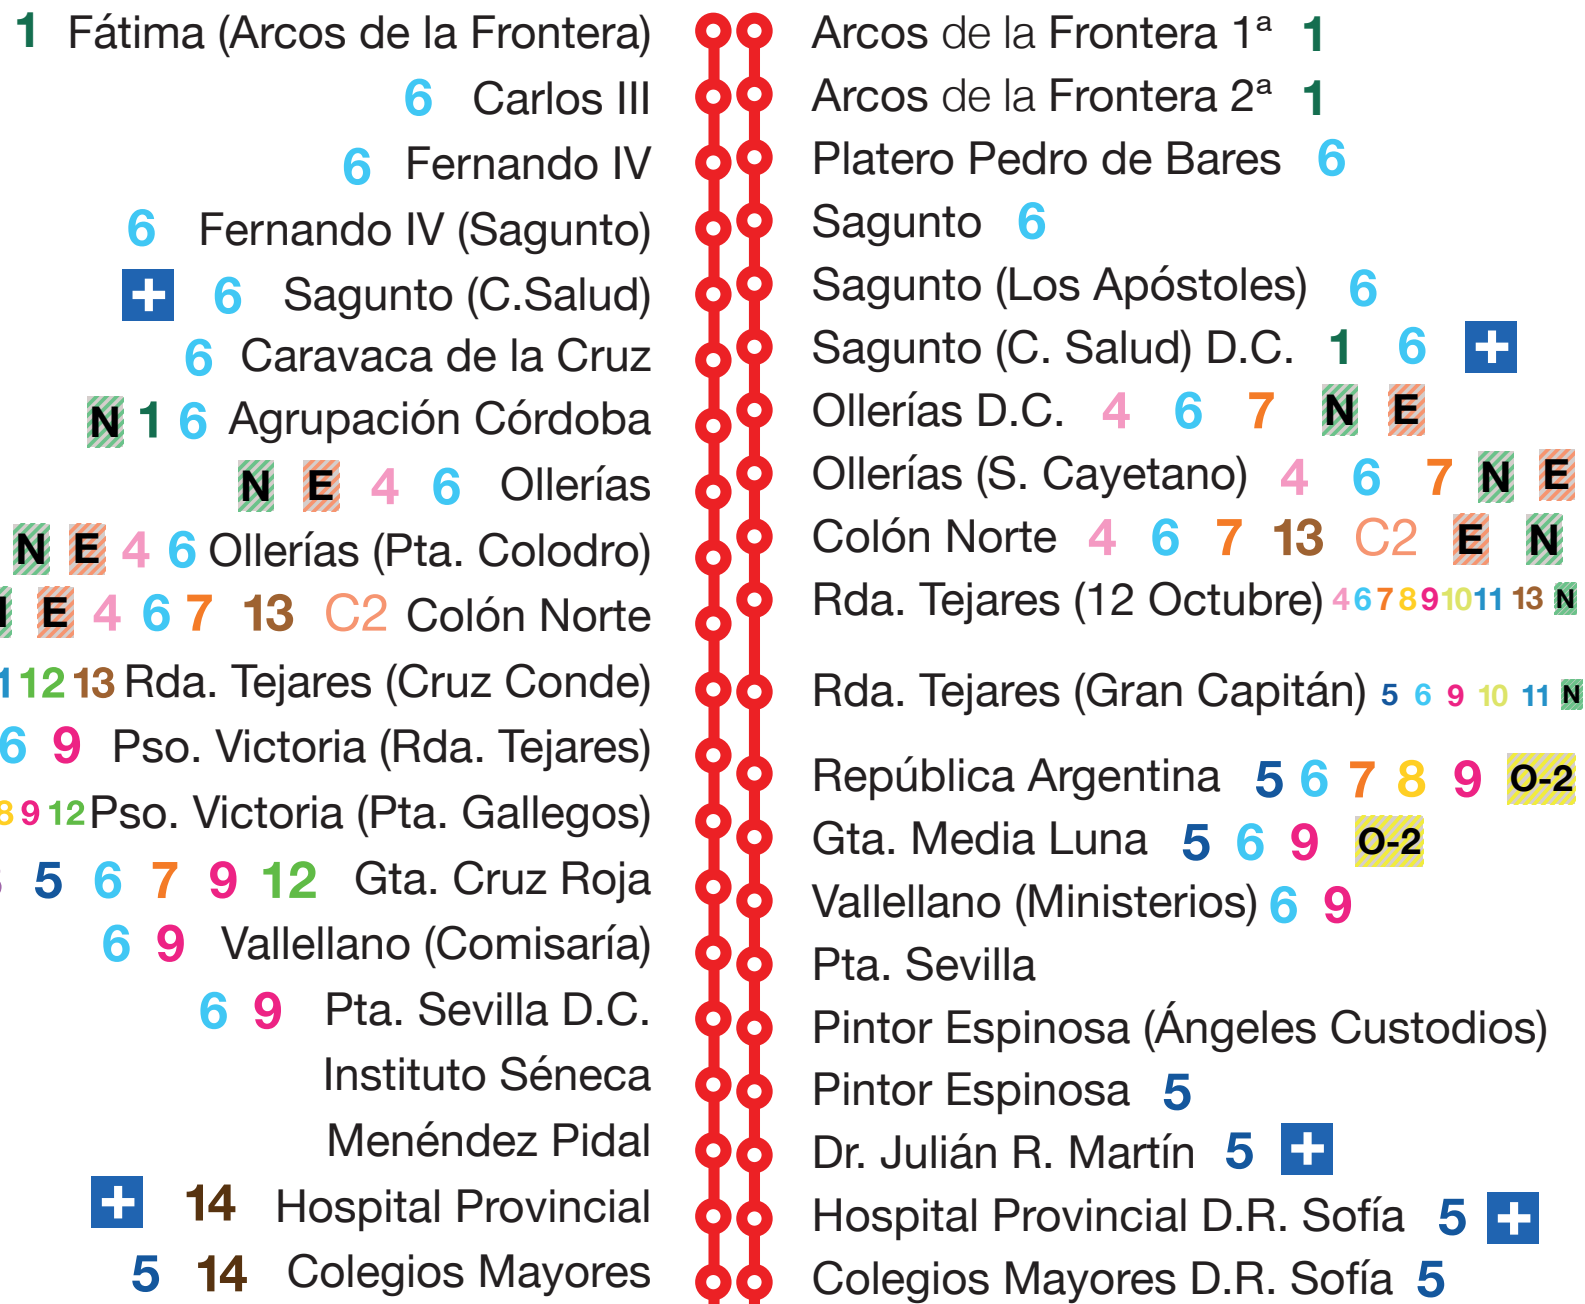 1 Fátima (Arcos de la Frontera)
6 Carlos III
6 Fernando IV
6 Fernando IV (Sagunto)
+ 6 Sagunto (C.Salud)
6 Caravaca de la Cruz
N 1 6 Agrupación Córdoba
N E 4 6 Ollerías
N E 4 6 Ollerías (Pta. Colodro)
E 4 6 7 13 C2 Colón Norte
12 13 Rda. Tejares (Cruz Conde)
6 9 Pso. Victoria (Rda. Tejares)
8 9 12 Pso. Victoria (Pta. Gallegos)
5 6 7 9 12 Gta. Cruz Roja
6 9 Vallellano (Comisaría)
6 9 Pta. Sevilla D.C.
Instituto Séneca
Menéndez Pidal
+ 14 Hospital Provincial
5 14 Colegios Mayores
Arcos de la Frontera 1ª 1
Arcos de la Frontera 2ª 1
Platero Pedro de Bares 6
Sagunto 6
Sagunto (Los Apóstoles) 6
Sagunto (C. Salud) D.C. 1 6 +
Ollerías D.C. 4 6 7 N E
Ollerías (S. Cayetano) 4 6 7 N E
Colón Norte 4 6 7 13 C2 E N
Rda. Tejares (12 Octubre) 4 6 7 8 9 10 11 13 N
Rda. Tejares (Gran Capitán) 5 6 9 10 11 N
República Argentina 5 6 7 8 9 O-2
Gta. Media Luna 5 6 9 O-2
Vallellano (Ministerios) 6 9
Pta. Sevilla
Pintor Espinosa (Ángeles Custodios)
Pintor Espinosa 5
Dr. Julián R. Martín 5 +
Hospital Provincial D.R. Sofía 5 +
Colegios Mayores D.R. Sofía 5